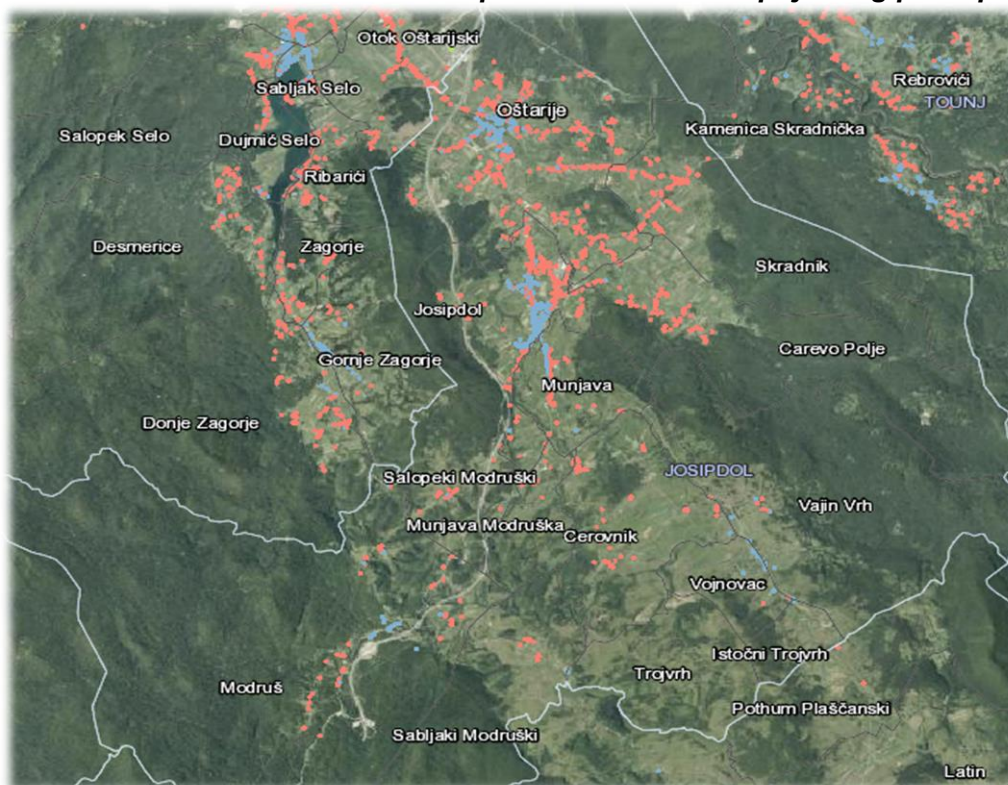 Otok Oštarijski
Sabljak Selo
Oštarije
Rebrovići
TOUNJ
Salopek Selo
Dujmić Selo
Kamenica Skradnička
Ribarići
Desmerice
Zagorje
Skradnik
Josipdol
Carevo Polje
Gornje Zagorje
Munjava
Donje Zagorje
Salopeki Modruški
JOSIPDOL
Vajin Vrh
Munjava Modruška
Cerovnik
Vojnovac
Istočni Trojvrh
Trojvrh
Modruš
Pothum Plaščanski
Sabljaki Modruški
Latin